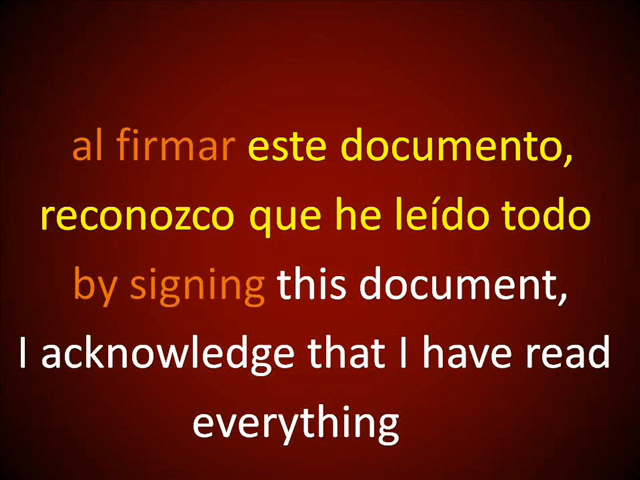 al firmar este documento,
reconozco que he leído todo
by signing this document,
I acknowledge that I have read
everything